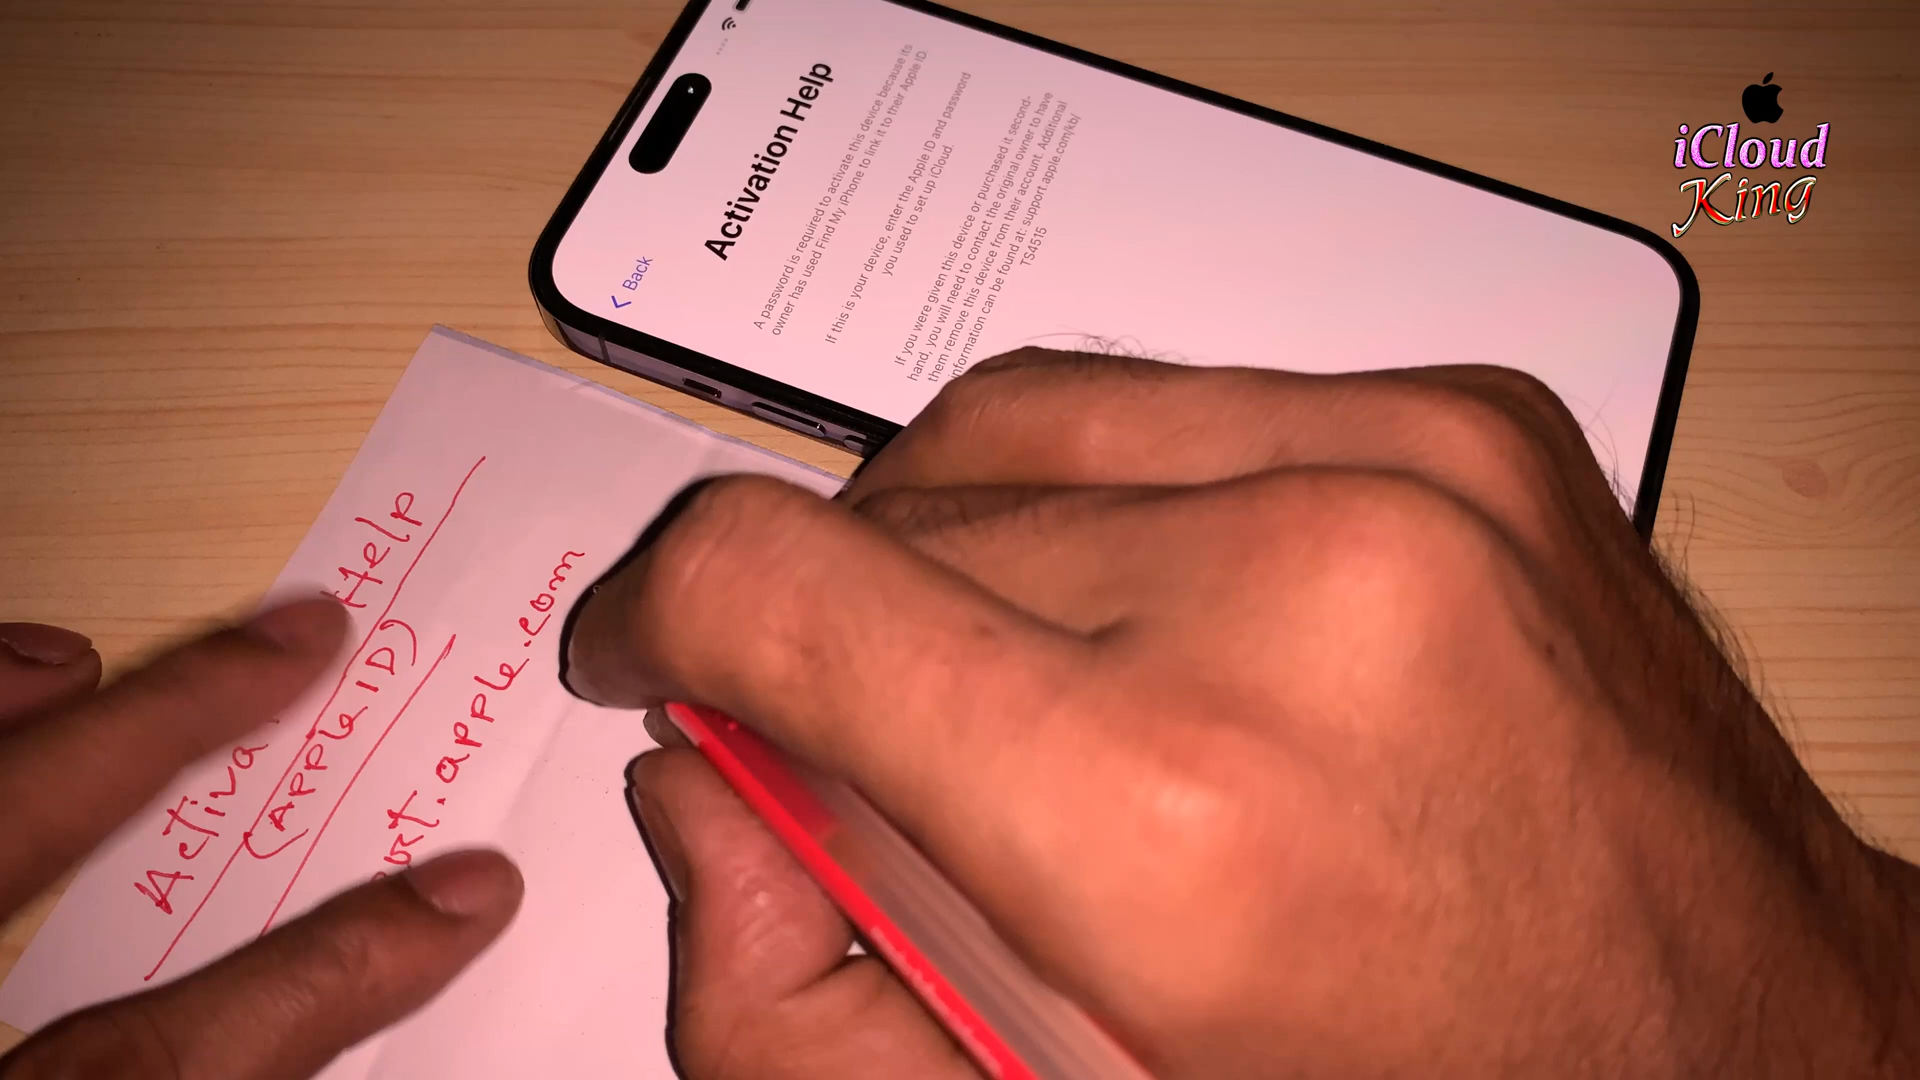 Back
Activation Help
A password is required to activate this device because its
owner has used Find My iPhone to link it to their Apple ID.
If this is your device, enter the Apple ID and password
you used to set up iCloud.
If you were given this device or purchased it second-
hand, you will need to contact the original owner to have
them remove this device from their account. Additional
information can be found at: support.apple.com/kb/
TS4515
iCloud
King
Activa Help
(APPle ID)
ort.apple.com